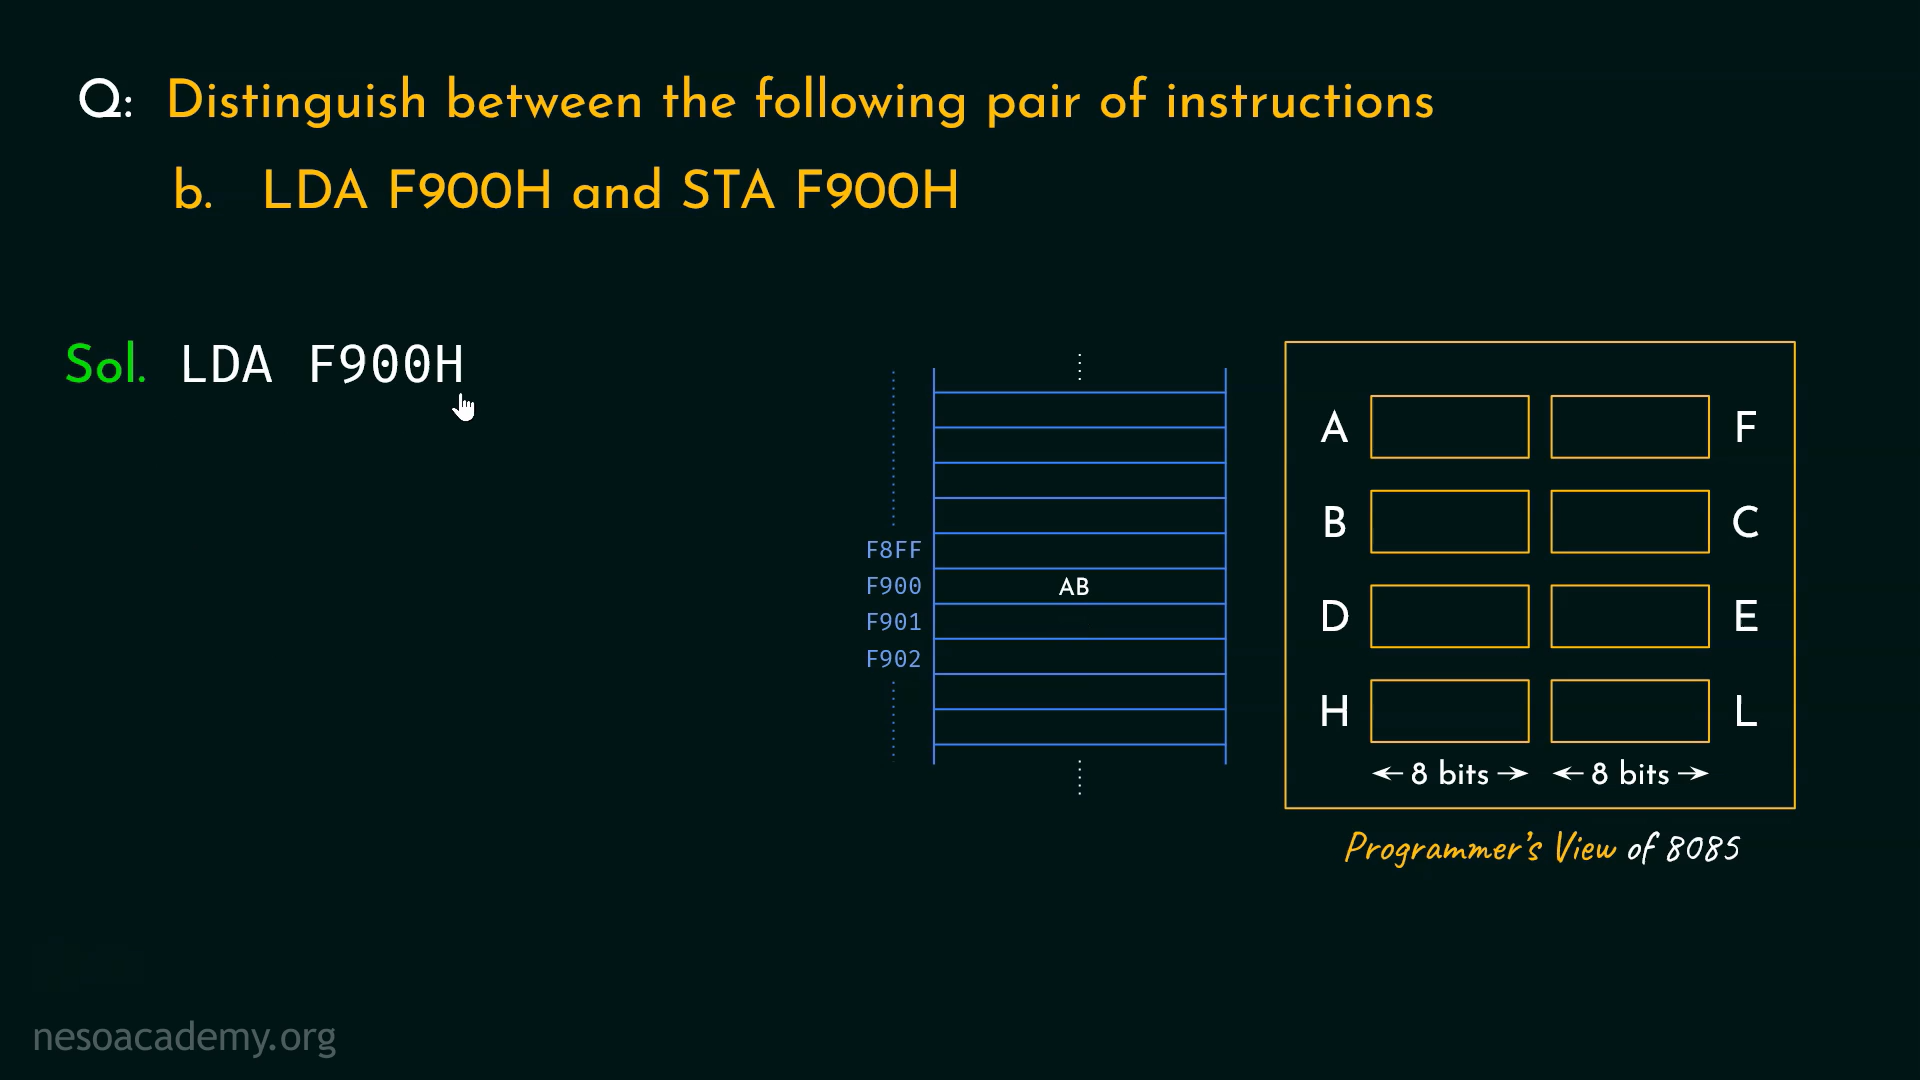 Q: Distinguish between the following pair of instructions
b. LDA F900H and STA F900H
Sol. LDA F900H
F8FF
F900 AB
F901
F902
A F
B C
D E
H L
8 bits 8 bits
Programmer's View of 8085
nesoacademy.org